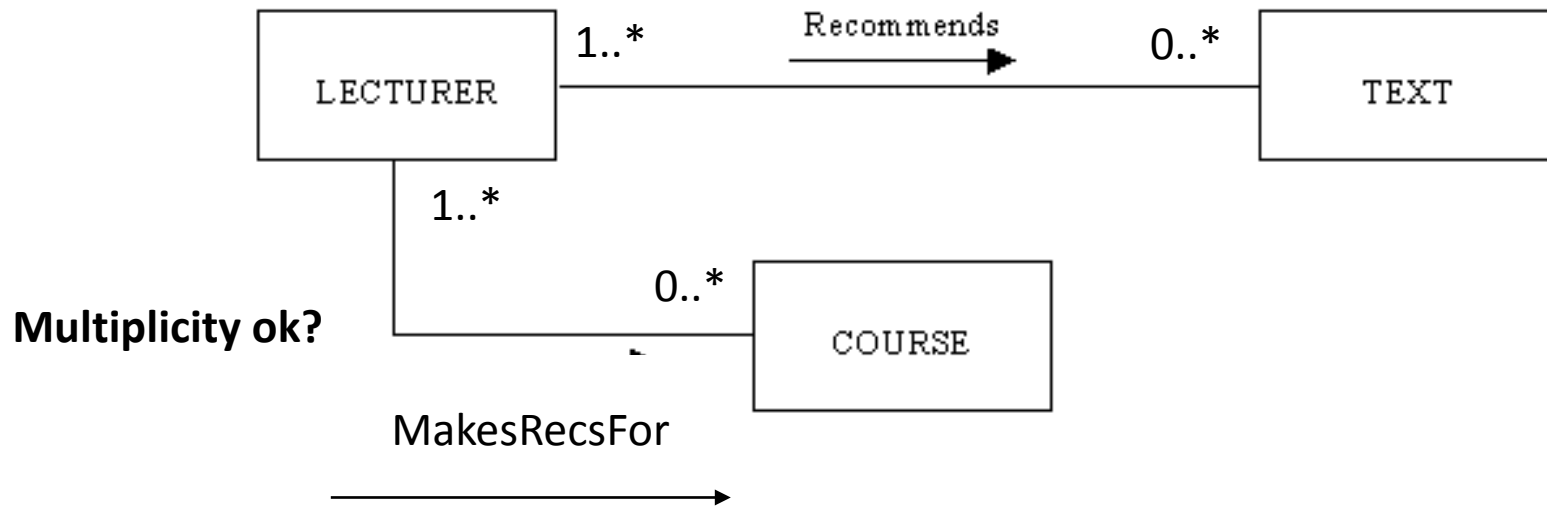 Recommends
1..*
0..*
LECTURER
TEXT
1..*
0..*
Multiplicity ok?
COURSE
MakesRecsFor